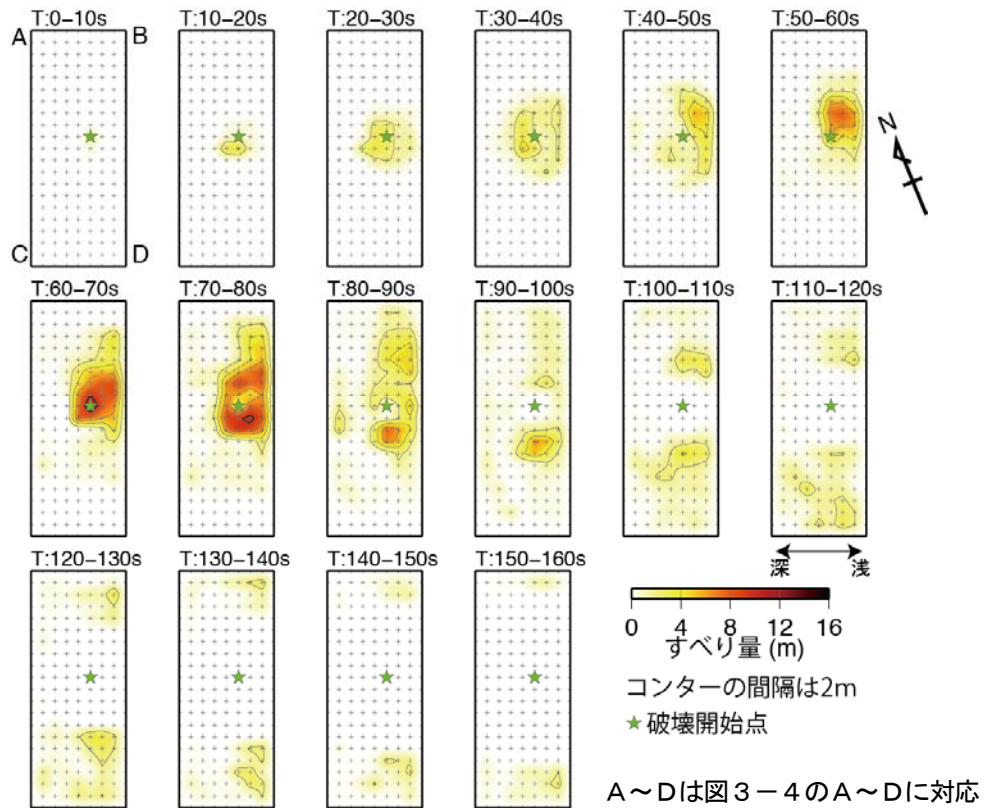 T:0-10s
T:10-20s
T:20-30s
T:30-40s
T:40-50s
T:50-60s
A
B
N
C
D
T:60-70s
T:70-80s
T:80-90s
T:90-100s
T:100-110s
T:110-120s
深
浅
T:120-130s
T:130-140s
T:140-150s
T:150-160s
0 4 8 12 16
すべり量 (m)
コンターの間隔は2m
★ 破壊開始点
A~Dは図3-4のA~Dに対応